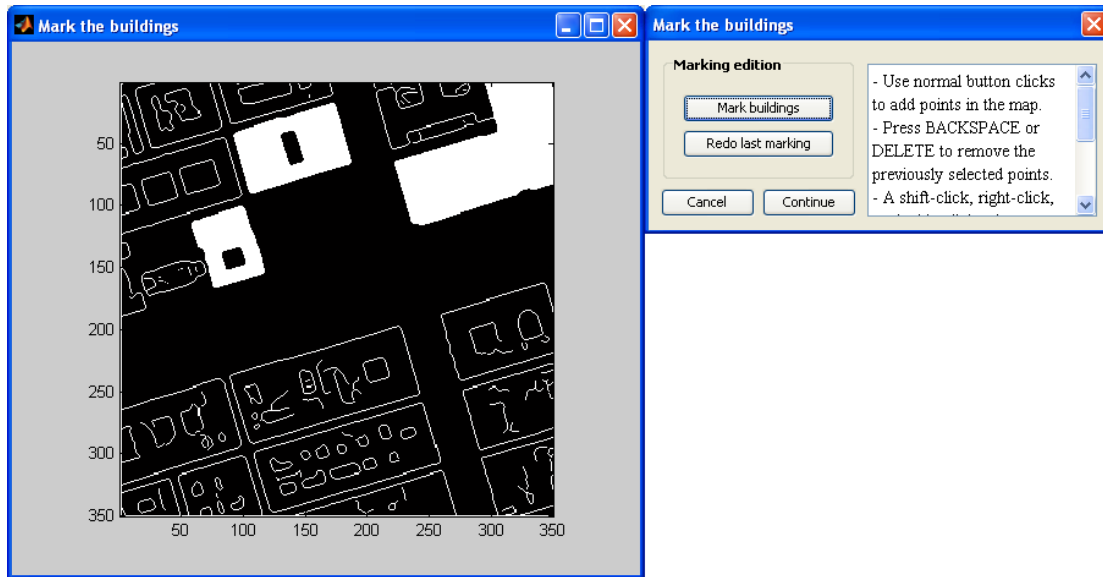 Mark the buildings
50
100
150
200
250
300
350
50 100 150 200 250 300 350
Mark the buildings
Marking edition
Mark buildings
Redo last marking
Cancel Continue
- Use normal button clicks
to add points in the map.
- Press BACKSPACE or
DELETE to remove the
previously selected points.
- A shift-click, right-click,